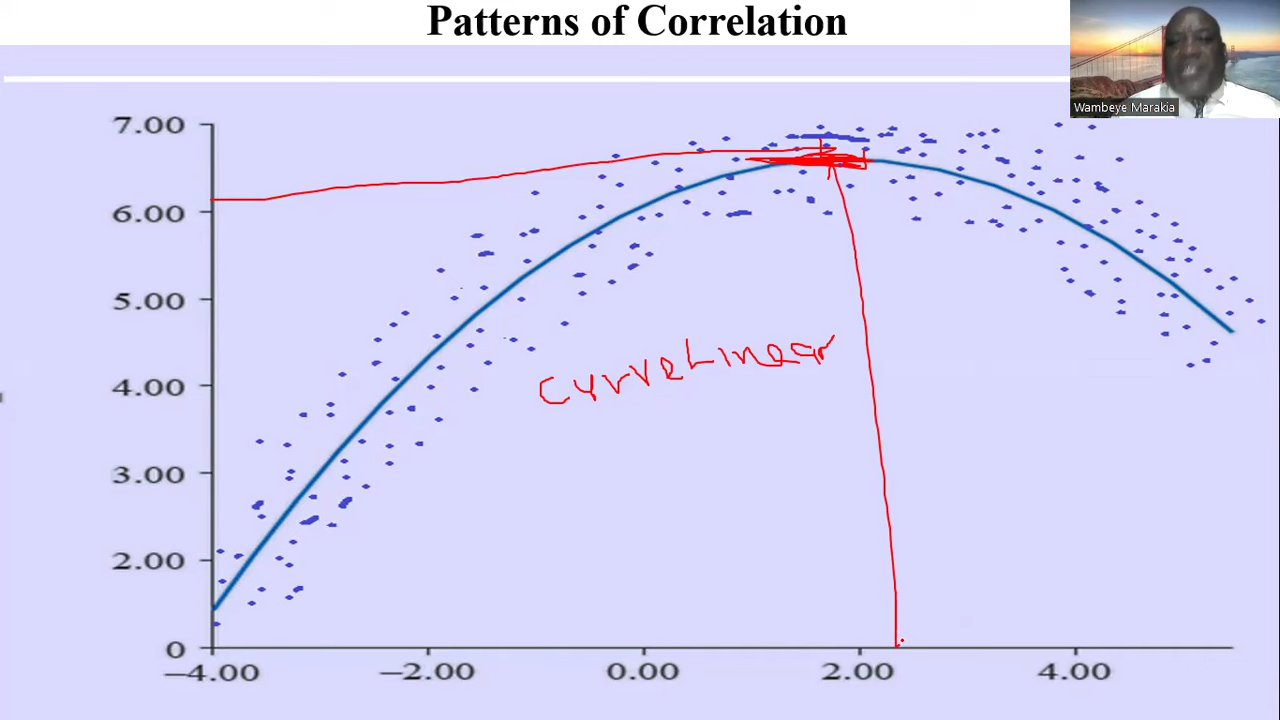 Patterns of Correlation
Wambeye Marakia
7.00
6.00
5.00
CurveLinear
4.00
3.00
2.00
0
−4.00 −2.00 0.00 2.00 4.00